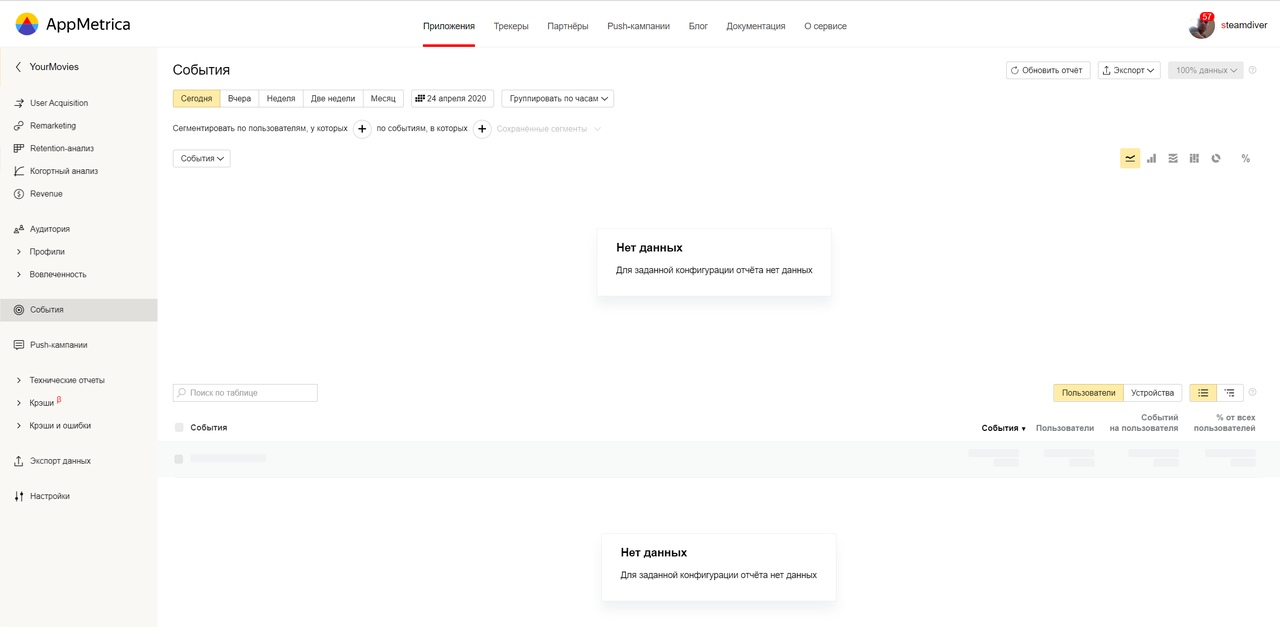 AppMetrica
Приложения
Трекеры
Партнёры
Push-кампании
Блог
Документация
О сервисе
57
steamdiver
YourMovies
User Acquisition
Remarketing
Retention-анализ
Когортный анализ
Revenue
Аудитория
Профили
Вовлеченность
События
Push-кампании
Технические отчеты
Крэши β
Крэши и ошибки
Экспорт данных
Настройки
События
Обновить отчёт
Экспорт
100% данных
?
Сегодня
Вчера
Неделя
Две недели
Месяц
24 апреля 2020
Группировать по часам
Сегментировать по пользователям, у которых + по событиям, в которых + Сохранённые сегменты
События
%
Нет данных
Для заданной конфигурации отчёта нет данных
Поиск по таблице
Пользователи
Устройства
?
События
События ▼
Пользователи
Событий
на пользователя
% от всех
пользователей
Нет данных
Для заданной конфигурации отчёта нет данных